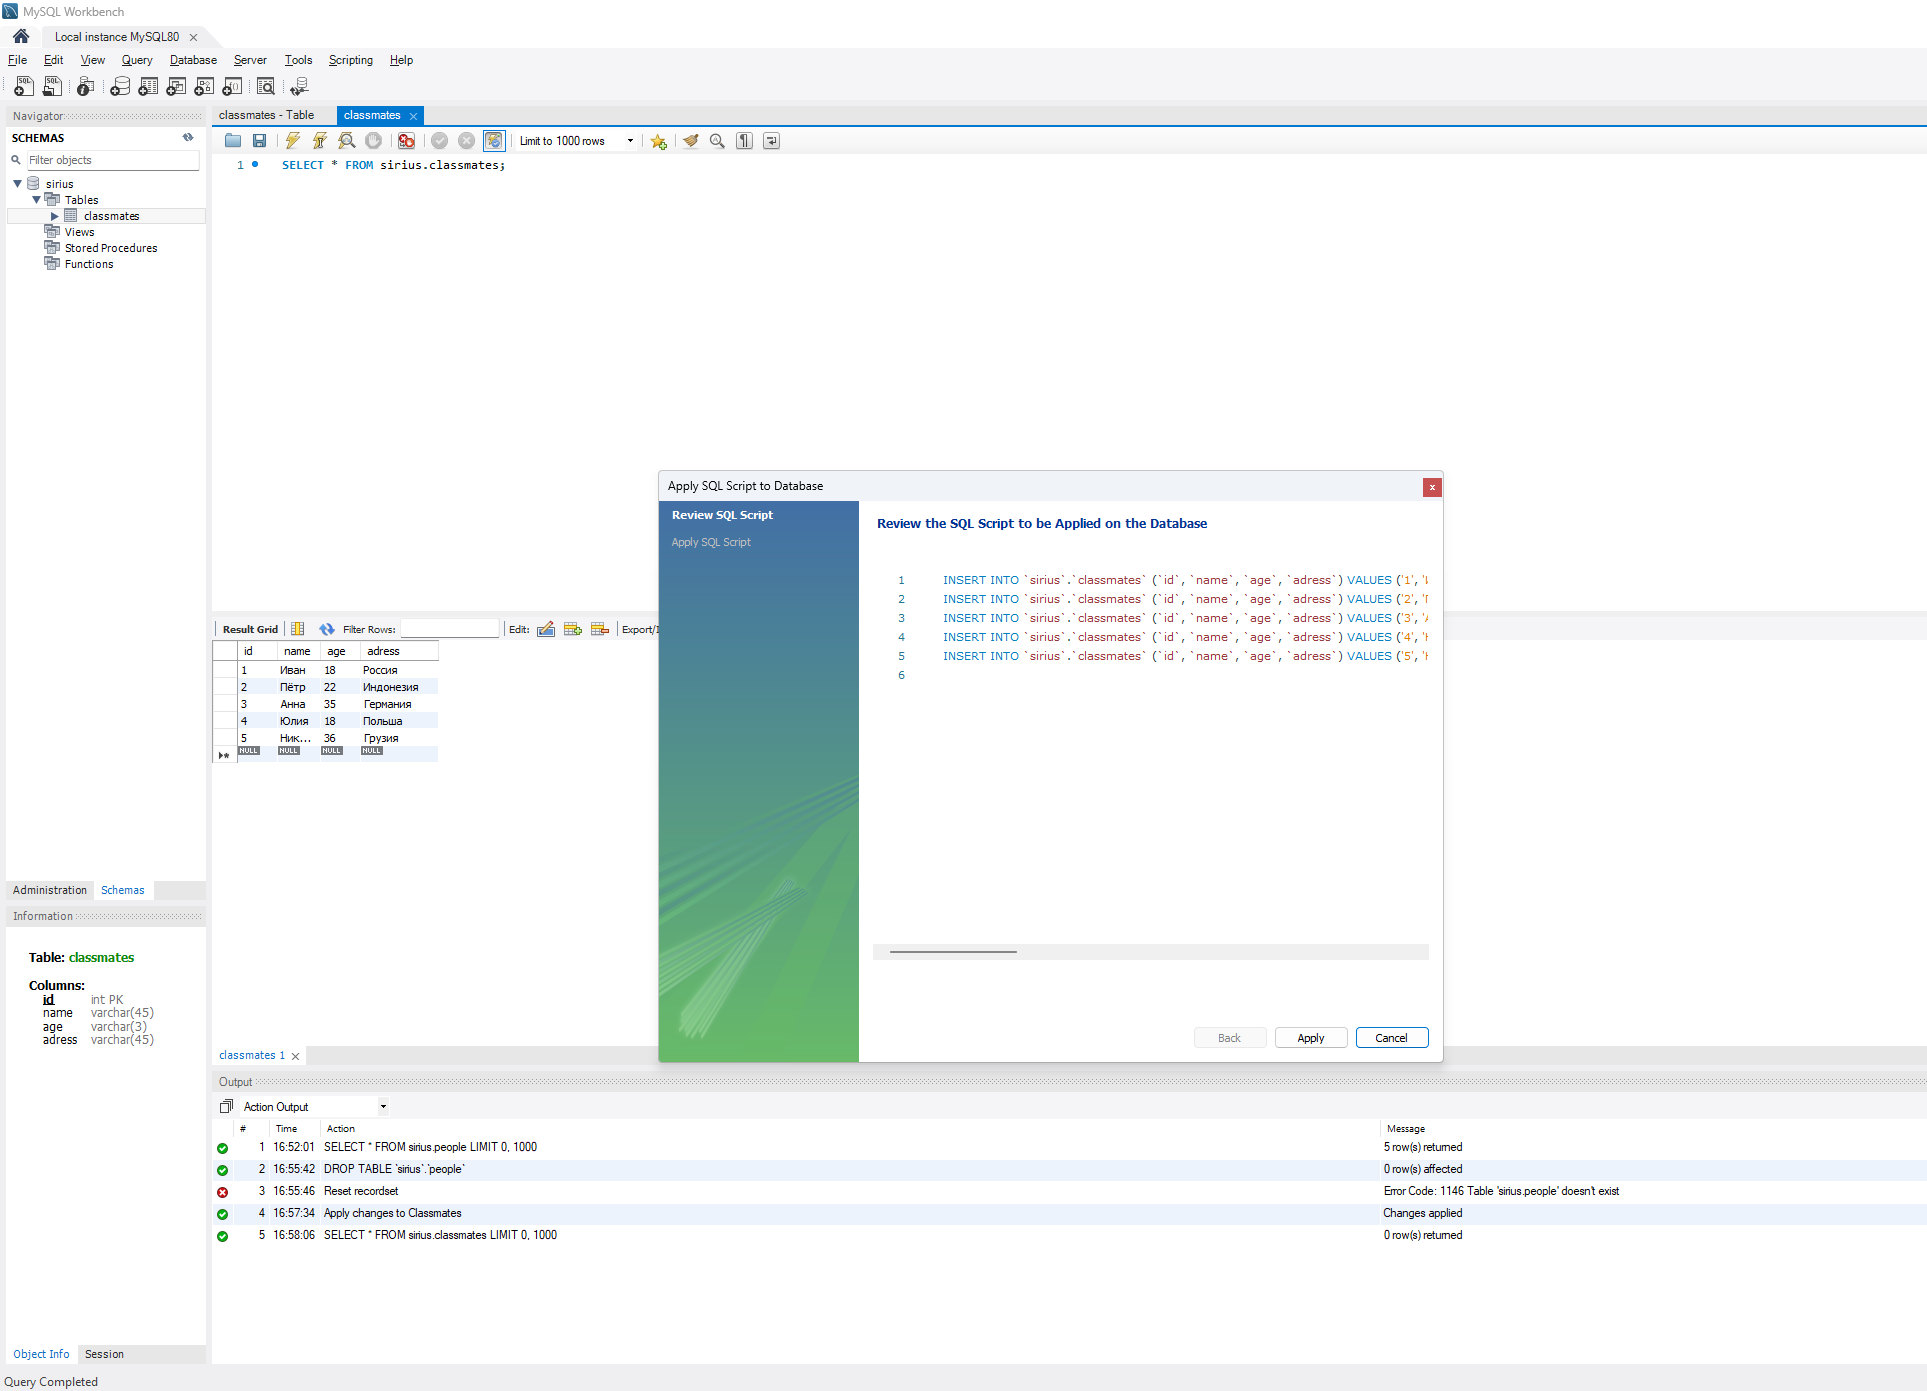 MySQL Workbench
Local instance MySQL80
File Edit View Query Database Server Tools Scripting Help
Navigator
SCHEMAS
Filter objects
sirius
Tables
classmates
Views
Stored Procedures
Functions
Administration Schemas
Information
Table: classmates
Columns:
id int PK
name varchar(45)
age varchar(3)
adress varchar(45)
Object Info Session
Query Completed
classmates - Table classmates
Limit to 1000 rows
1 SELECT * FROM sirius.classmates;
Result Grid Filter Rows: Edit: Export/I
id name age adress
1 Иван 18 Россия
2 Пётр 22 Индонезия
3 Анна 35 Германия
4 Юлия 18 Польша
5 Ник... 36 Грузия
NULL NULL NULL NULL
classmates 1
Apply SQL Script to Database
Review SQL Script
Apply SQL Script
Review the SQL Script to be Applied on the Database
1 INSERT INTO `sirius`.`classmates` (`id`, `name`, `age`, `adress`) VALUES ('1', '
2 INSERT INTO `sirius`.`classmates` (`id`, `name`, `age`, `adress`) VALUES ('2', '
3 INSERT INTO `sirius`.`classmates` (`id`, `name`, `age`, `adress`) VALUES ('3', '
4 INSERT INTO `sirius`.`classmates` (`id`, `name`, `age`, `adress`) VALUES ('4', '
5 INSERT INTO `sirius`.`classmates` (`id`, `name`, `age`, `adress`) VALUES ('5', '
6
Back Apply Cancel
Output
Action Output
# Time Action Message
1 16:52:01 SELECT * FROM sirius.people LIMIT 0, 1000 5 row(s) returned
2 16:55:42 DROP TABLE `sirius`.`people` 0 row(s) affected
3 16:55:46 Reset recordset Error Code: 1146 Table 'sirius.people' doesn't exist
4 16:57:34 Apply changes to Classmates Changes applied
5 16:58:06 SELECT * FROM sirius.classmates LIMIT 0, 1000 0 row(s) returned